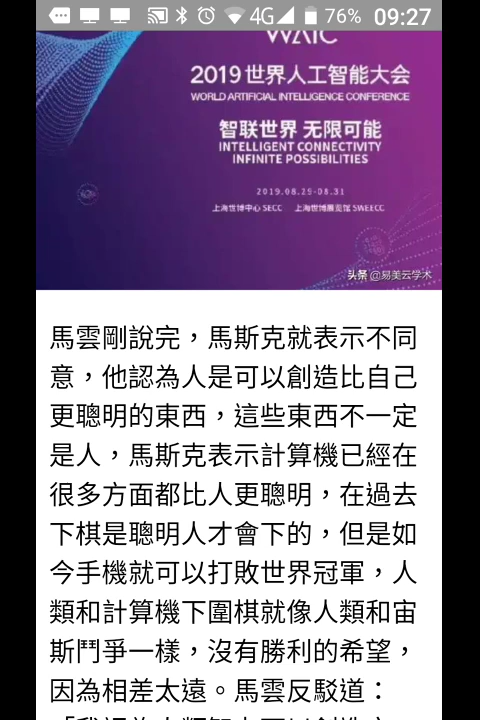 4G 76% 09:27
WAIC
2019世界人工智能大会
WORLD ARTIFICIAL INTELLIGENCE CONFERENCE
智联世界 无限可能
INTELLIGENT CONNECTIVITY
INFINITE POSSIBILITIES
2019.08.29-08.31
上海世博中心 SECC 上海世博展览馆 SWEECC
头条 @易美云学术
馬雲剛說完，馬斯克就表示不同
意，他認為人是可以創造比自己
更聰明的東西，這些東西不一定
是人，馬斯克表示計算機已經在
很多方面都比人更聰明，在過去
下棋是聰明人才會下的，但是如
今手機就可以打敗世界冠軍，人
類和計算機下圍棋就像人類和宙
斯鬥爭一樣，沒有勝利的希望，
因為相差太遠。馬雲反駁道：